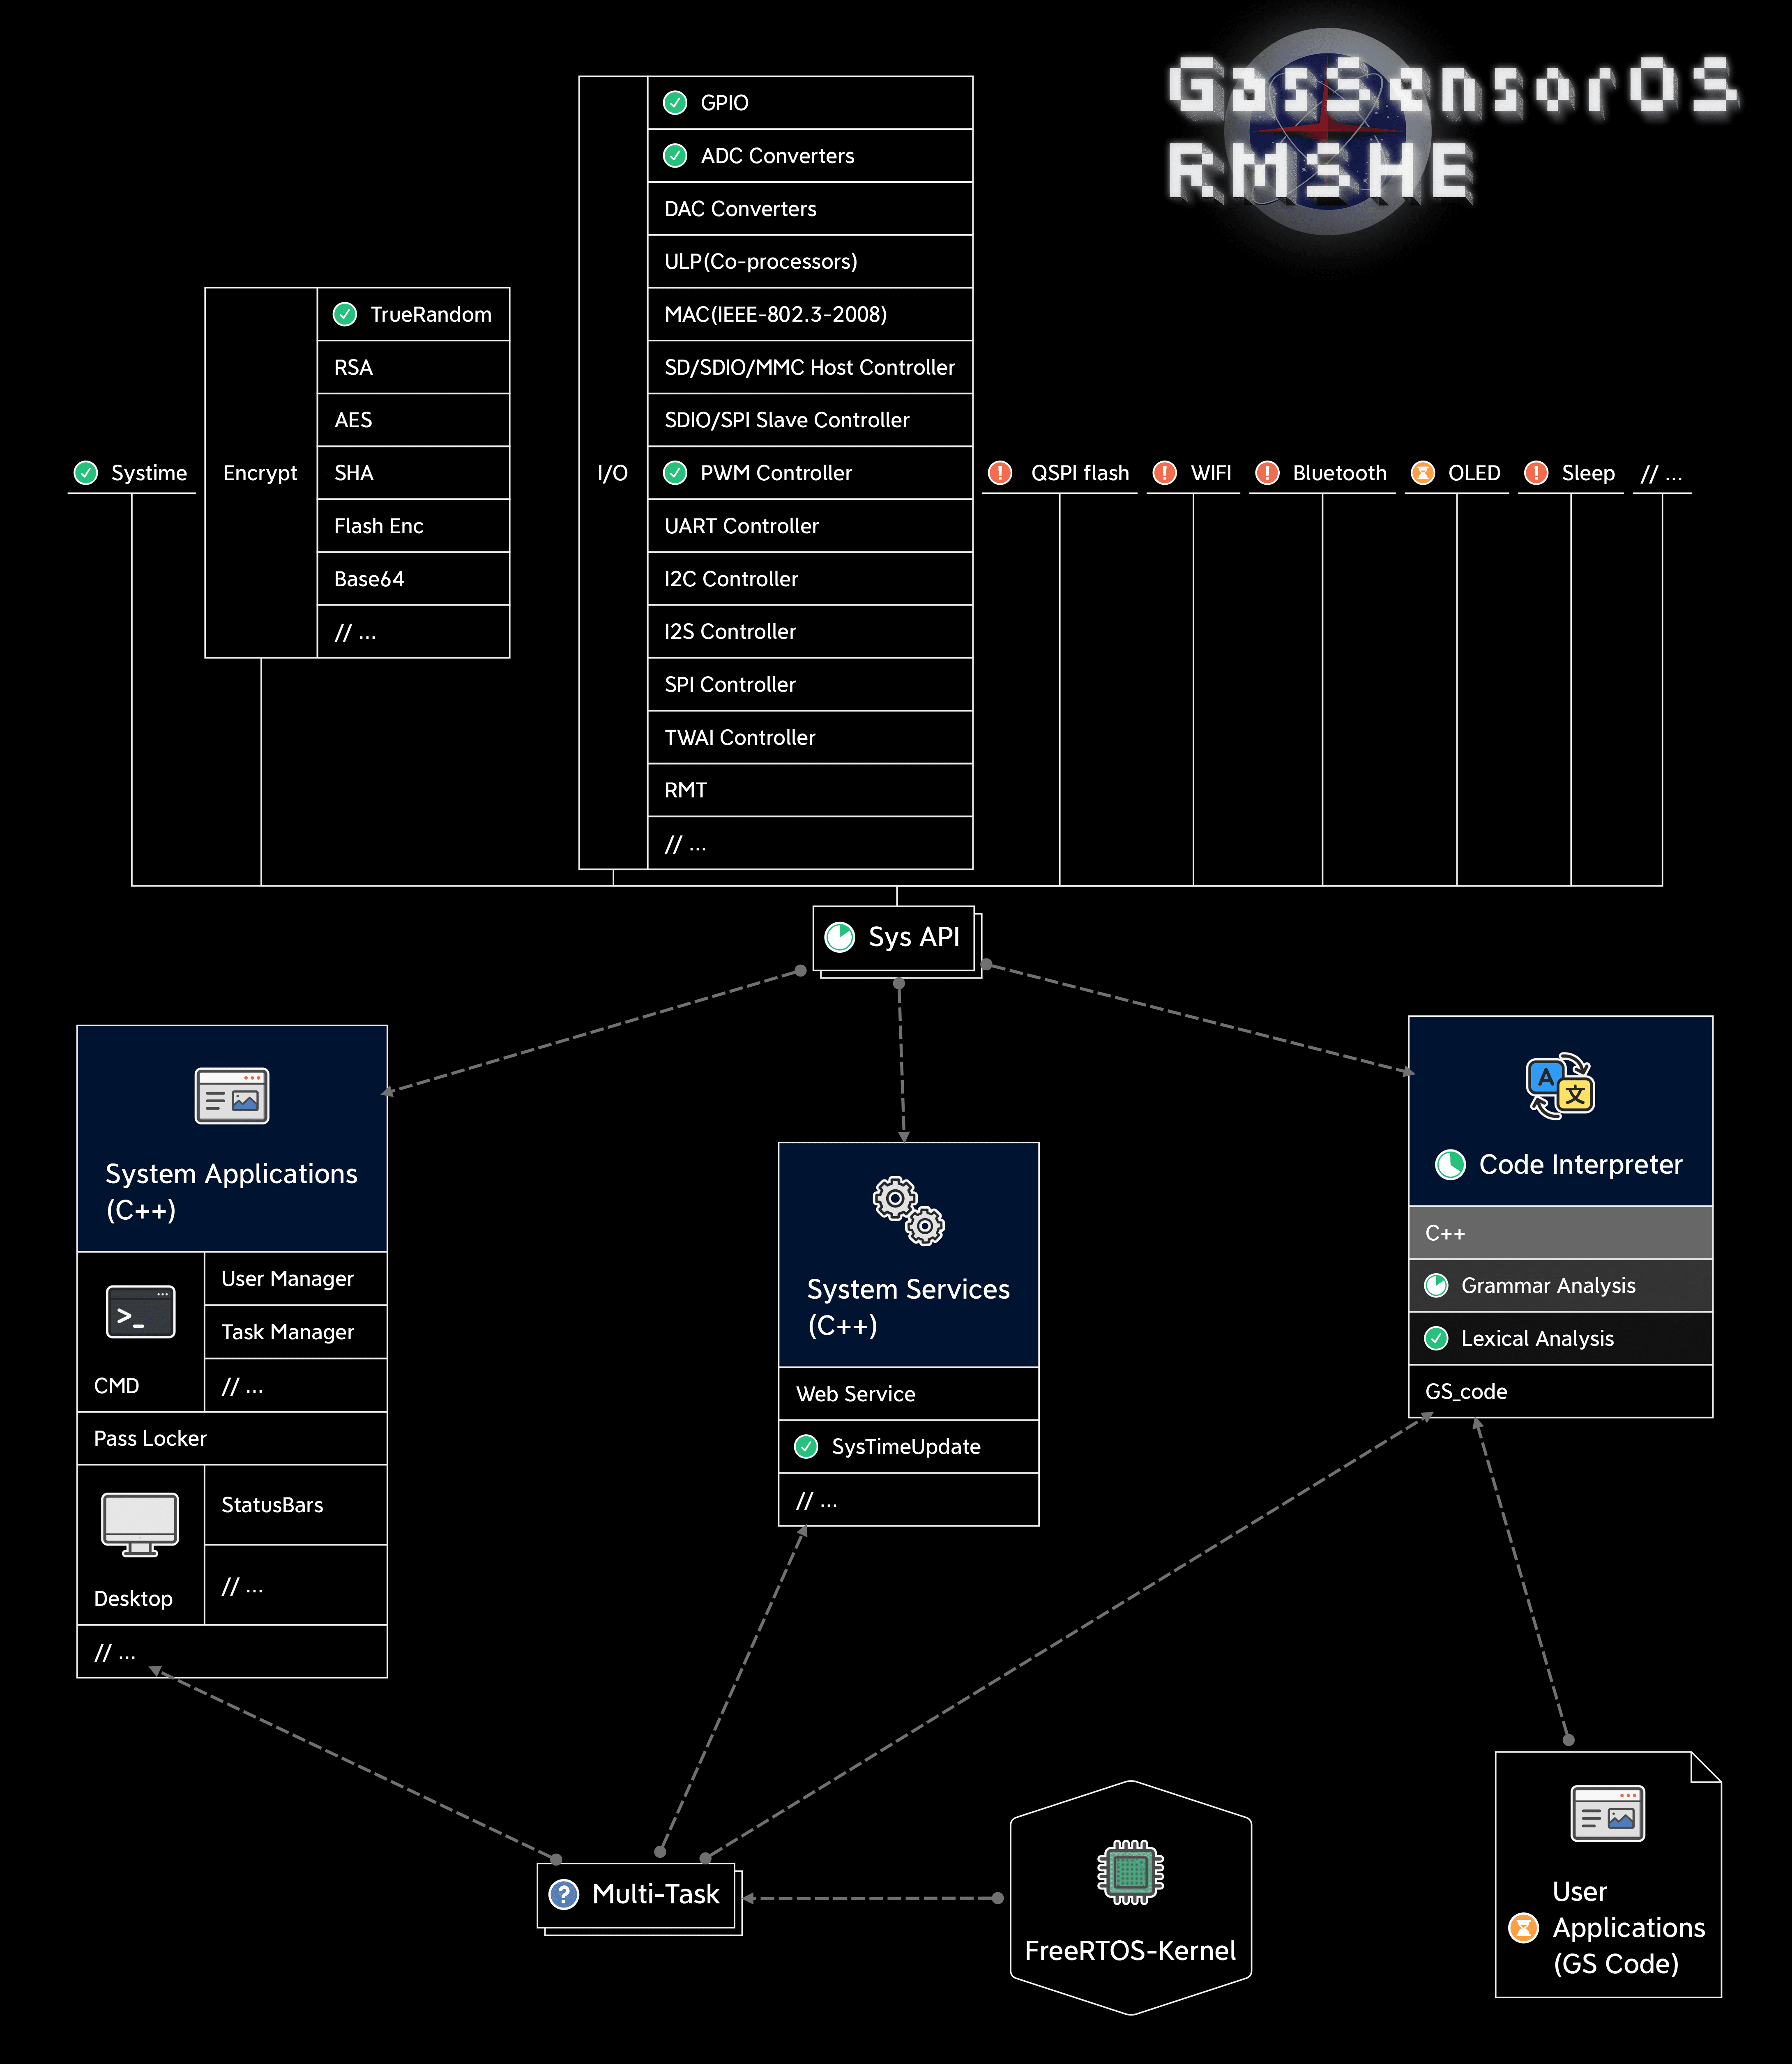 GasSensorOS
RMSHE
GPIO
ADC Converters
DAC Converters
ULP(Co-processors)
MAC(IEEE-802.3-2008)
SD/SDIO/MMC Host Controller
SDIO/SPI Slave Controller
PWM Controller
UART Controller
I2C Controller
I2S Controller
SPI Controller
TWAI Controller
RMT
// ...
I/O
TrueRandom
RSA
AES
SHA
Flash Enc
Base64
// ...
Encrypt
Systime
QSPI flash
WIFI
Bluetooth
OLED
Sleep
// ...
Sys API
System Applications
(C++)
CMD
User Manager
Task Manager
// ...
Pass Locker
Desktop
StatusBars
// ...
// ...
System Services
(C++)
Web Service
SysTimeUpdate
// ...
A
文
Code Interpreter
C++
Grammar Analysis
Lexical Analysis
GS_code
Multi-Task
FreeRTOS-Kernel
User
Applications
(GS Code)